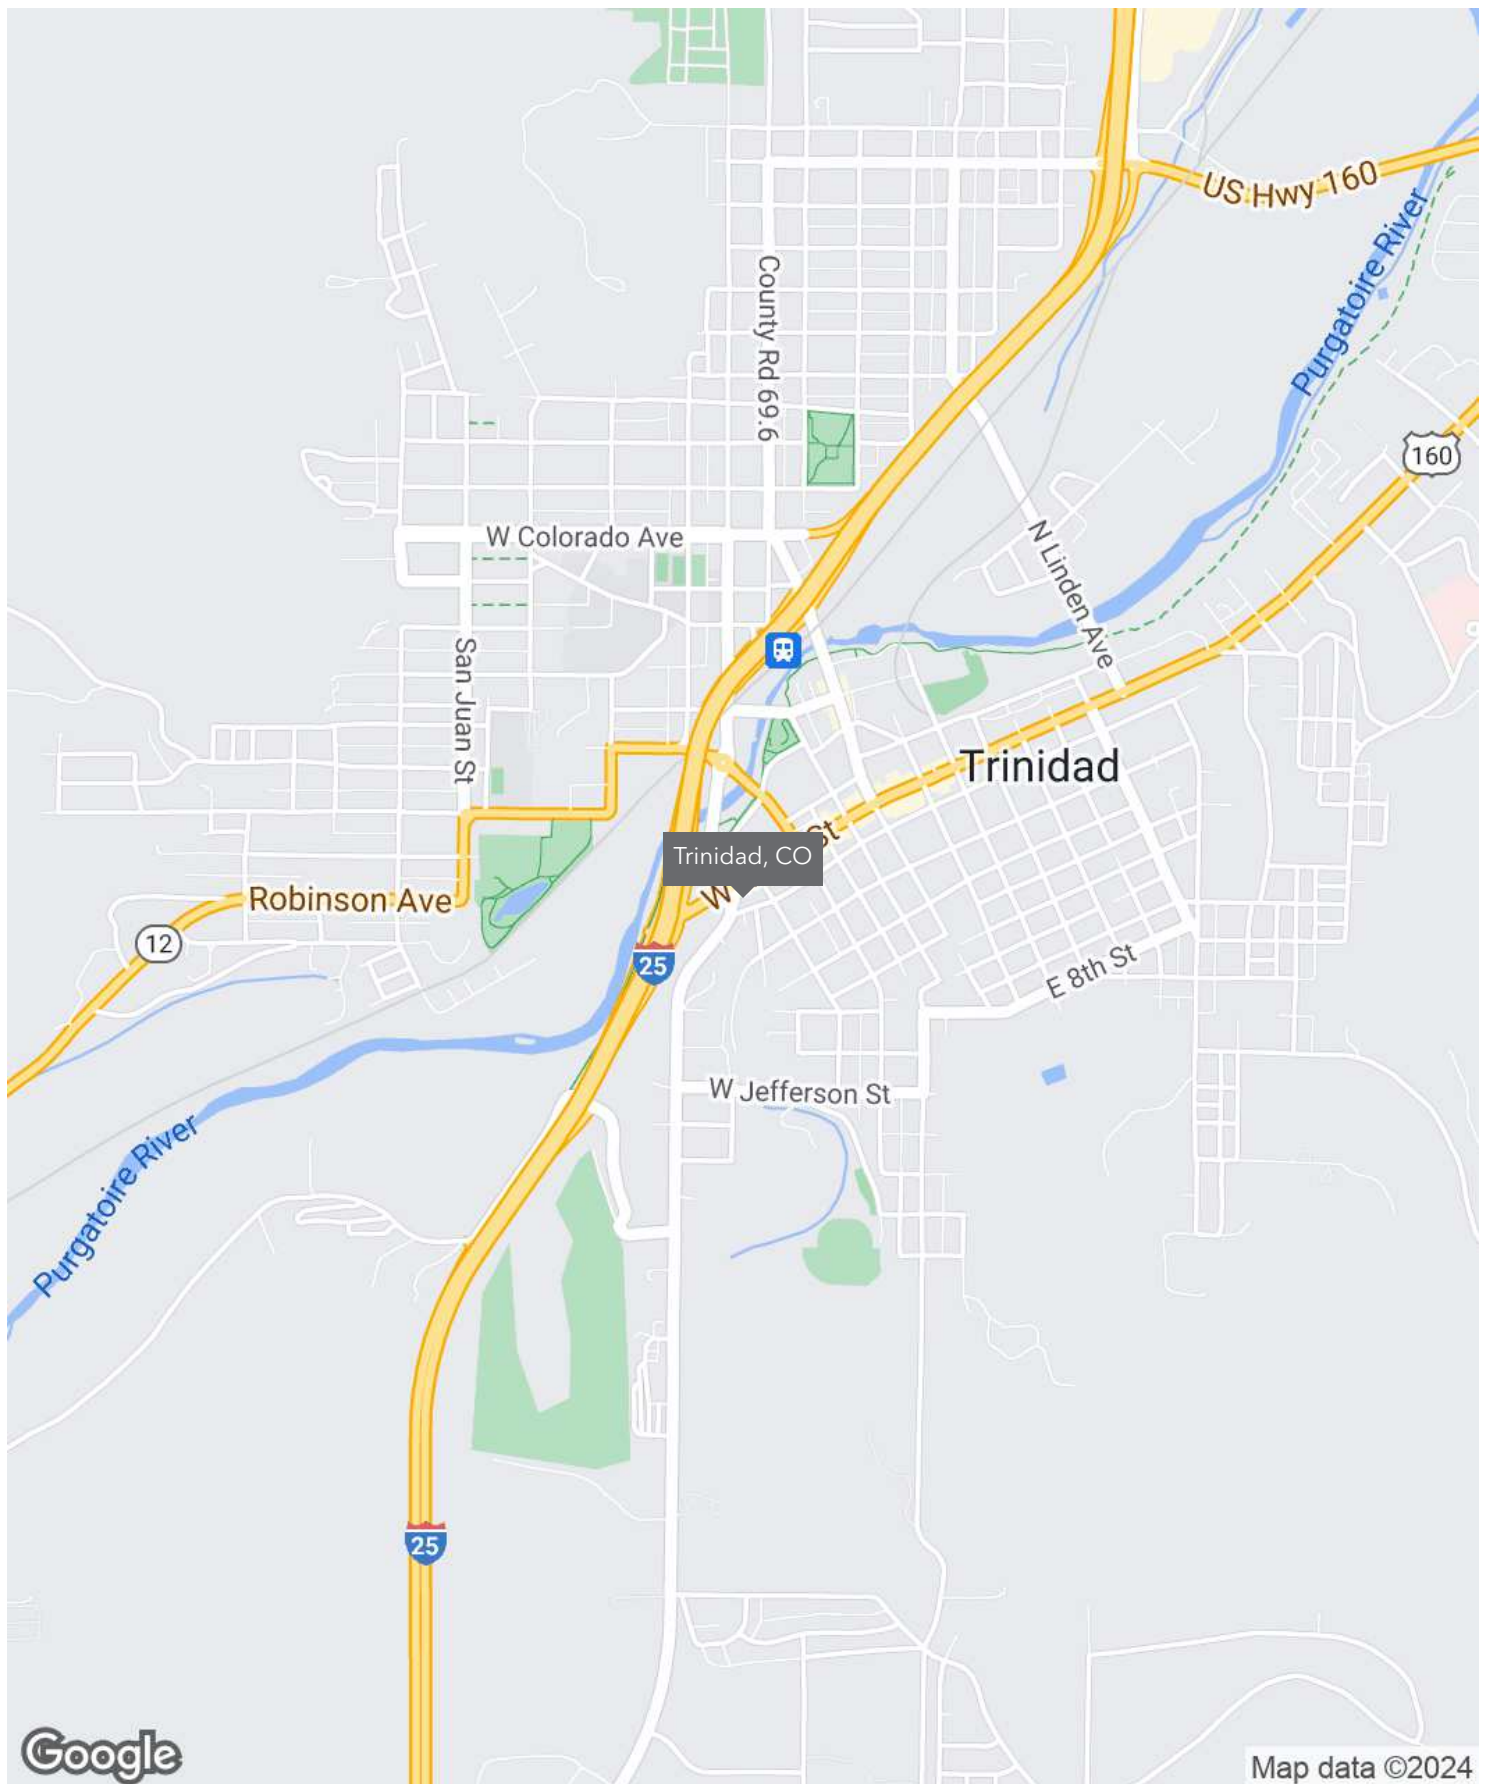 US Hwy 160
Purgatoire River
County Rd 69.6
160
W Colorado Ave
N Linden Ave
San Juan St
Trinidad
St
Trinidad, CO
W
Robinson Ave
12
25
E 8th St
W Jefferson St
Purgatoire River
25
Google
Map data ©2024